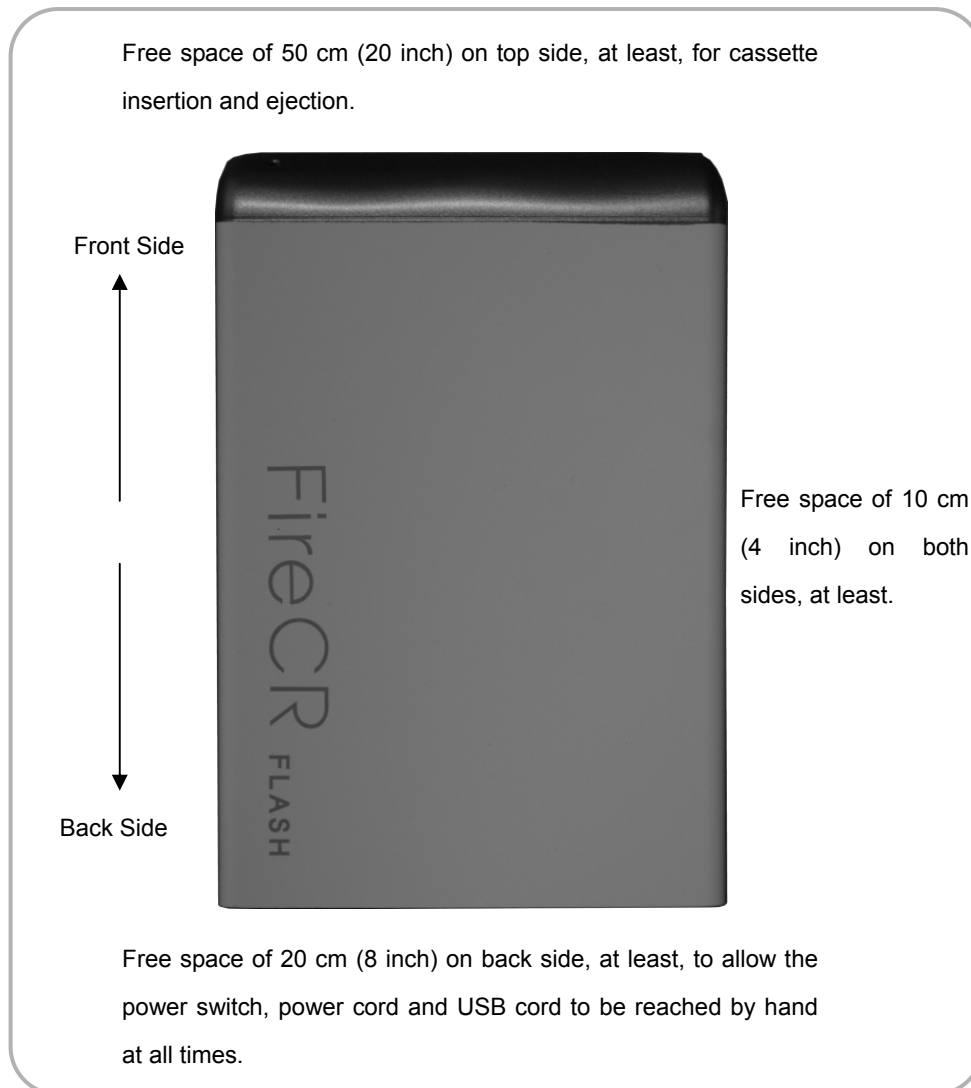 Free space of 50 cm (20 inch) on top side, at least, for cassette
insertion and ejection.
Front Side
FireCR FLASH
Free space of 10 cm
(4 inch) on both
sides, at least.
Back Side
Free space of 20 cm (8 inch) on back side, at least, to allow the
power switch, power cord and USB cord to be reached by hand
at all times.